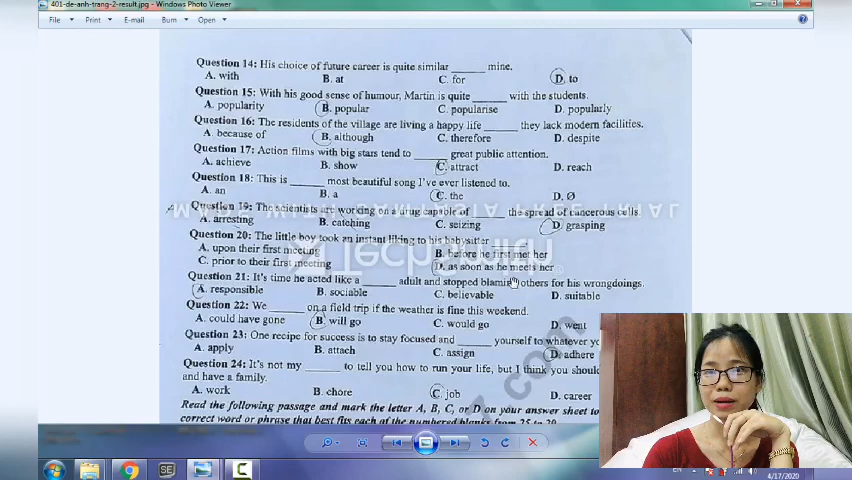 401-de-anh-trang-2-result.jpg - Windows Photo Viewer
File Print E-mail Burn Open
Question 14: His choice of future career is quite similar ______ mine.
A. with B. at C. for D. to
Question 15: With his good sense of humour, Martin is quite ______ with the students.
A. popularity B. popular C. popularise D. popularly
Question 16: The residents of the village are living a happy life ______ they lack modern facilities.
A. because of B. although C. therefore D. despite
Question 17: Action films with big stars tend to ______ great public attention.
A. achieve B. show C. attract D. reach
Question 18: This is ______ most beautiful song I've ever listened to.
A. an B. a C. the D. Ø
Question 19: The scientists are working on a drug capable of ______ the spread of cancerous cells.
A. arresting B. catching C. seizing D. grasping
Question 20: The little boy took an instant liking to his babysitter ______
A. upon their first meeting B. before he first met her
C. prior to their first meeting D. as soon as he meets her
Question 21: It's time he acted like a ______ adult and stopped blaming others for his wrongdoings.
A. responsible B. sociable C. believable D. suitable
Question 22: We ______ on a field trip if the weather is fine this weekend.
A. could have gone B. will go C. would go D. went
Question 23: One recipe for success is to stay focused and ______ yourself to whatever
A. apply B. attach C. assign D. adhere
Question 24: It's not my ______ to tell you how to run your life, but I think you should
and have a family.
A. work B. chore C. job D. career
Read the following passage and mark the letter A, B, C, or D on your answer sheet to
correct word or phrase that best fits each of the numbered blanks from 25 to 29.
MADE WITH CAMTASIA FREE TRIAL
TechSmith
EN
4/17/2020